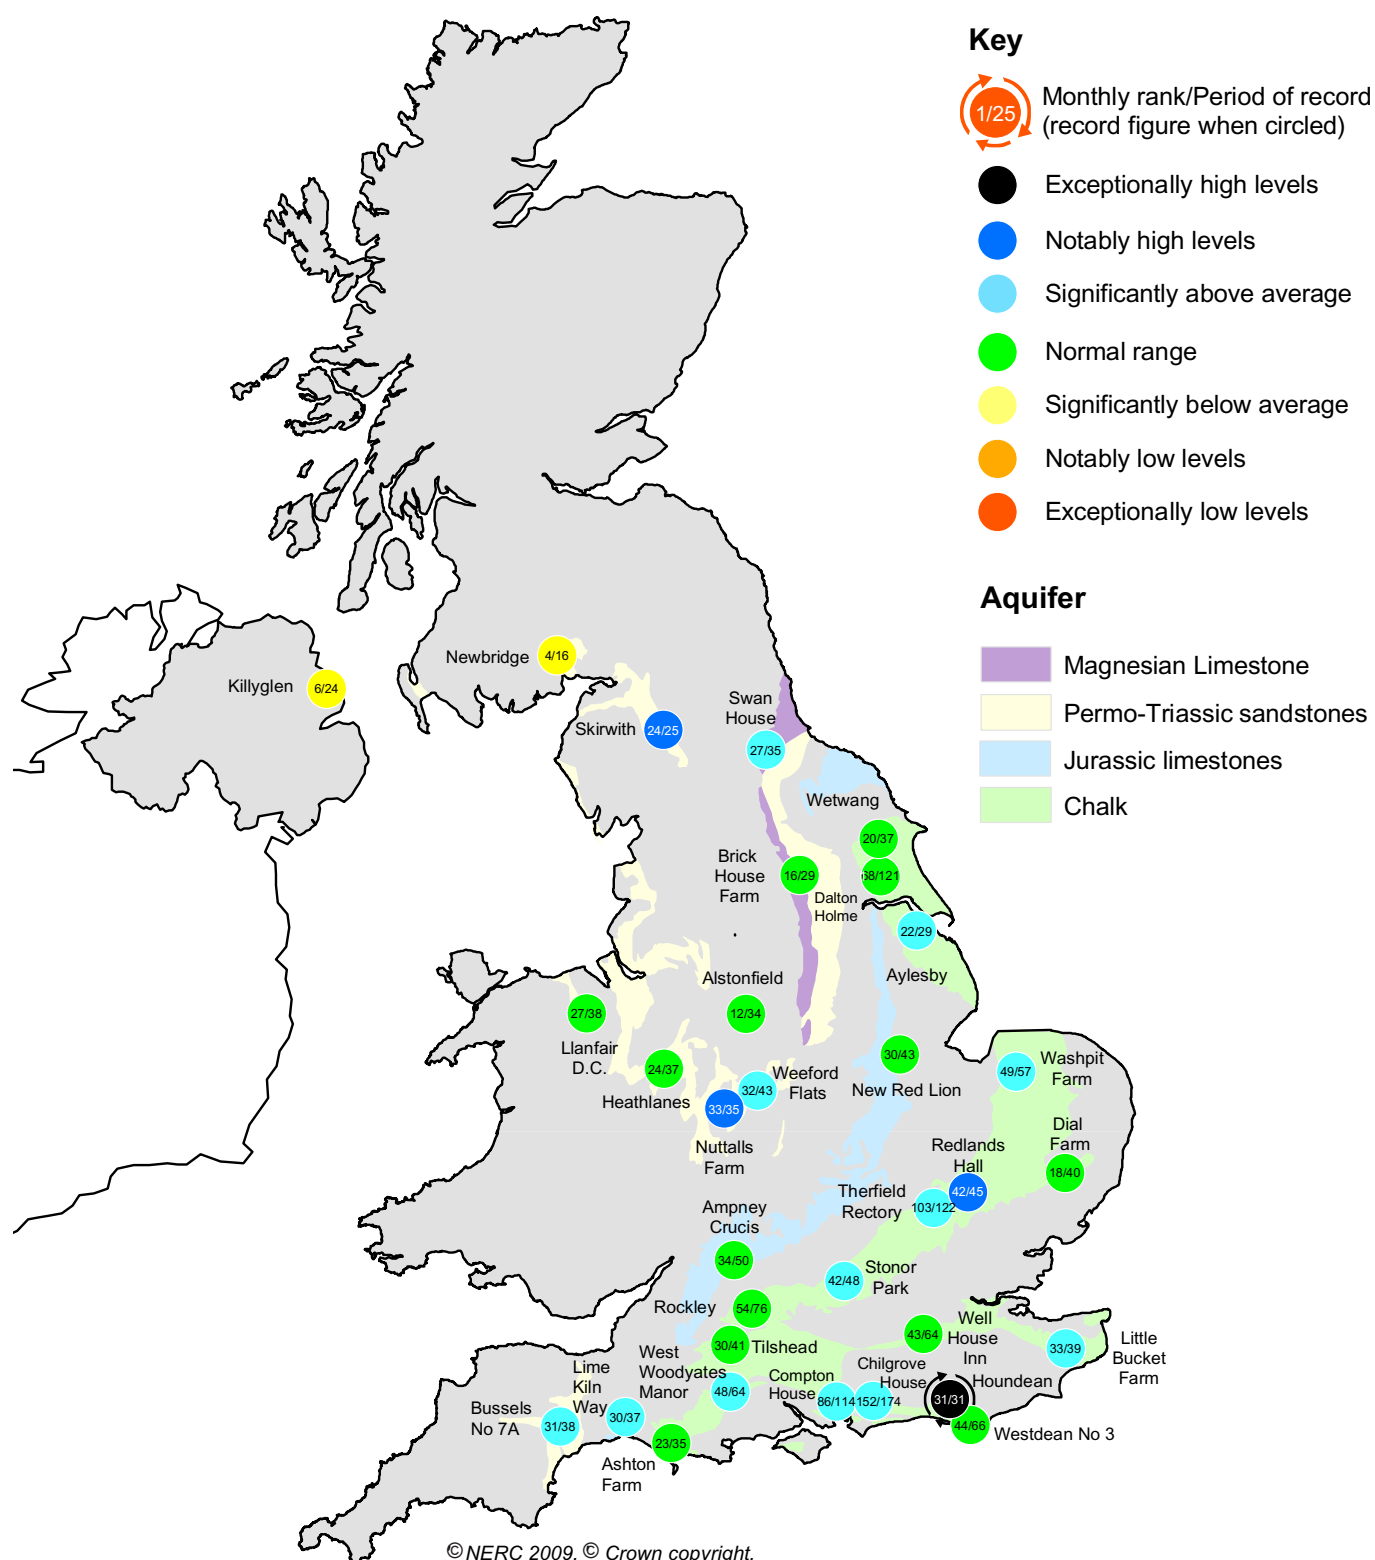 Key
1/25
Monthly rank/Period of record
(record figure when circled)
Exceptionally high levels
Notably high levels
Significantly above average
Normal range
Significantly below average
Notably low levels
Exceptionally low levels
Aquifer
Magnesian Limestone
Permo-Triassic sandstones
Jurassic limestones
Chalk
Newbridge
4/16
Killyglen
6/24
Skirwith
24/25
Swan
House
27/35
Wetwang
20/37
Brick
House
Farm
16/29
68/121
Dalton
Holme
22/29
Aylesby
Alstonfield
12/34
27/38
Llanfair
D.C.
24/37
Heathlanes
30/43
New Red Lion
49/57
Washpit
Farm
Weeford
Flats
32/43
33/35
Nuttalls
Farm
Dial
Farm
18/40
Redlands
Hall
42/45
Therfield
Rectory
103/122
Ampney
Crucis
34/50
Stonor
Park
42/48
Rockley
54/76
30/41
Tilshead
43/64
Well
House
Inn
33/39
Little
Bucket
Farm
West
Woodyates
Manor
48/64
Compton
House
86/114
Chilgrove
House
152/174
Houndean
31/31
44/66
Westdean No 3
Lime
Kiln
Way
30/37
Bussels
No 7A
31/38
23/35
Ashton
Farm
© NERC 2009. © Crown copyright.